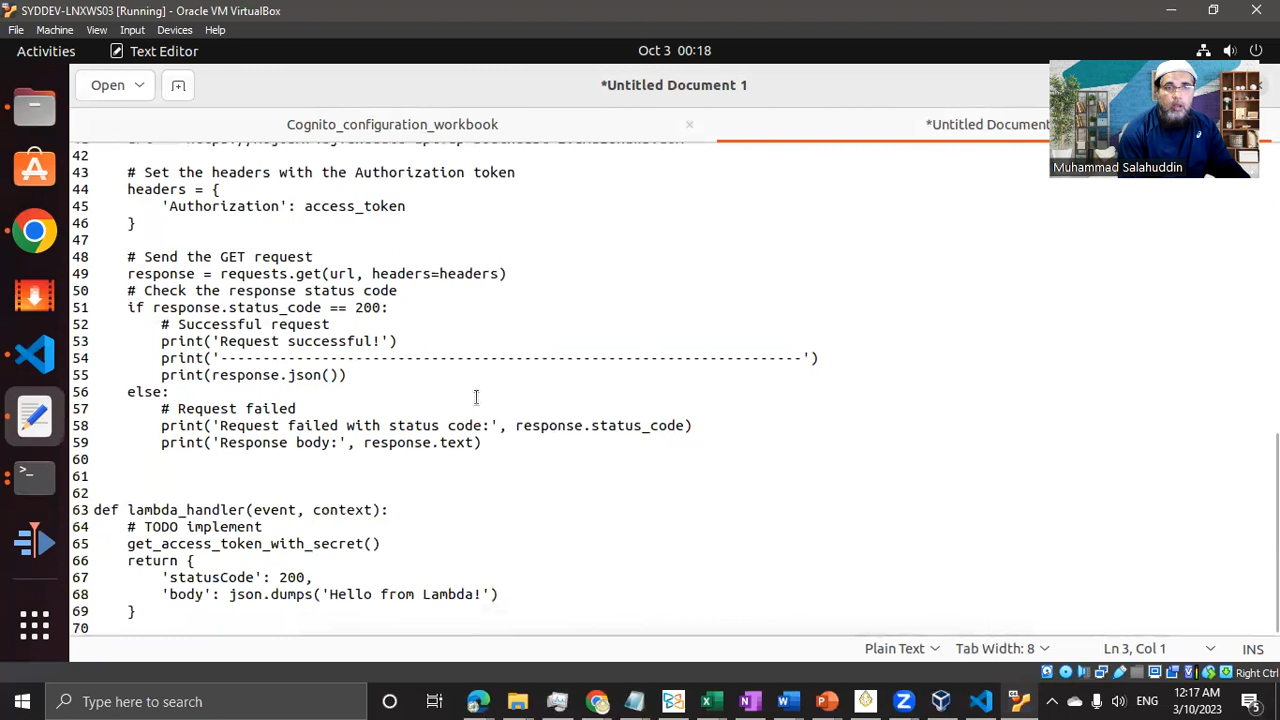 SYDDEV-LNXWS03 [Running] - Oracle VM VirtualBox
File Machine View Input Devices Help
Activities Text Editor Oct 3 00:18
Open *Untitled Document 1
Cognito_configuration_workbook × *Untitled Document
Muhammad Salahuddin
42
43 # Set the headers with the Authorization token
44 headers = {
45 'Authorization': access_token
46 }
47
48 # Send the GET request
49 response = requests.get(url, headers=headers)
50 # Check the response status code
51 if response.status_code == 200:
52 # Successful request
53 print('Request successful!')
54 print('---------------------------------------------------------------------')
55 print(response.json())
56 else:
57 # Request failed
58 print('Request failed with status code:', response.status_code)
59 print('Response body:', response.text)
60
61
62
63 def lambda_handler(event, context):
64 # TODO implement
65 get_access_token_with_secret()
66 return {
67 'statusCode': 200,
68 'body': json.dumps('Hello from Lambda!')
69 }
70
Plain Text Tab Width: 8 Ln 3, Col 1 INS
Right Ctrl
Type here to search
ENG
12:17 AM
3/10/2023
5